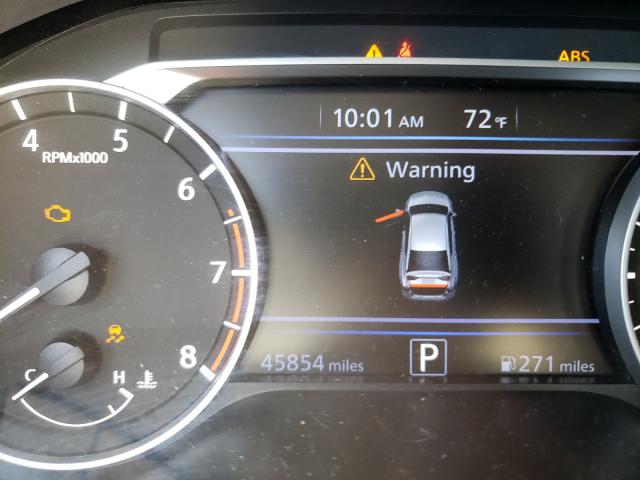 ABS
10:01 AM 72°F
Warning
4
5
RPMx1000
6
7
8
C
H
45854 miles
P
271 miles